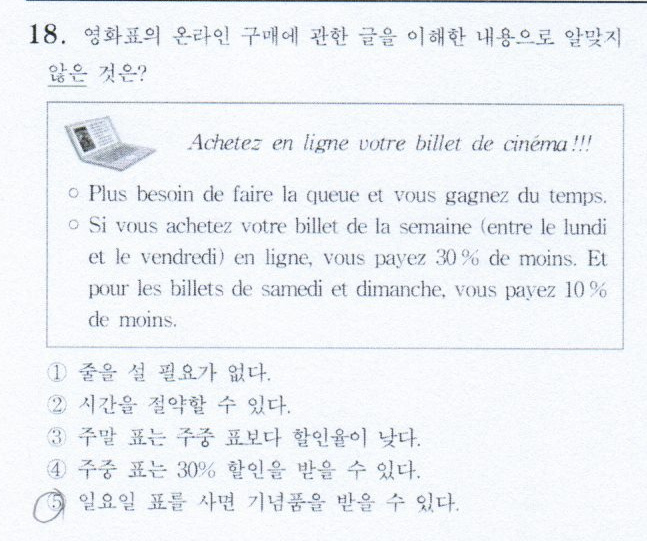 18. 영화표의 온라인 구매에 관한 글을 이해한 내용으로 알맞지
않은 것은?
Achetez en ligne votre billet de cinéma!!!
○ Plus besoin de faire la queue et vous gagnez du temps.
○ Si vous achetez votre billet de la semaine (entre le lundi
et le vendredi) en ligne, vous payez 30% de moins. Et
pour les billets de samedi et dimanche, vous payez 10%
de moins.
① 줄을 설 필요가 없다.
② 시간을 절약할 수 있다.
③ 주말 표는 주중 표보다 할인율이 낮다.
④ 주중 표는 30% 할인을 받을 수 있다.
⑤ 일요일 표를 사면 기념품을 받을 수 있다.